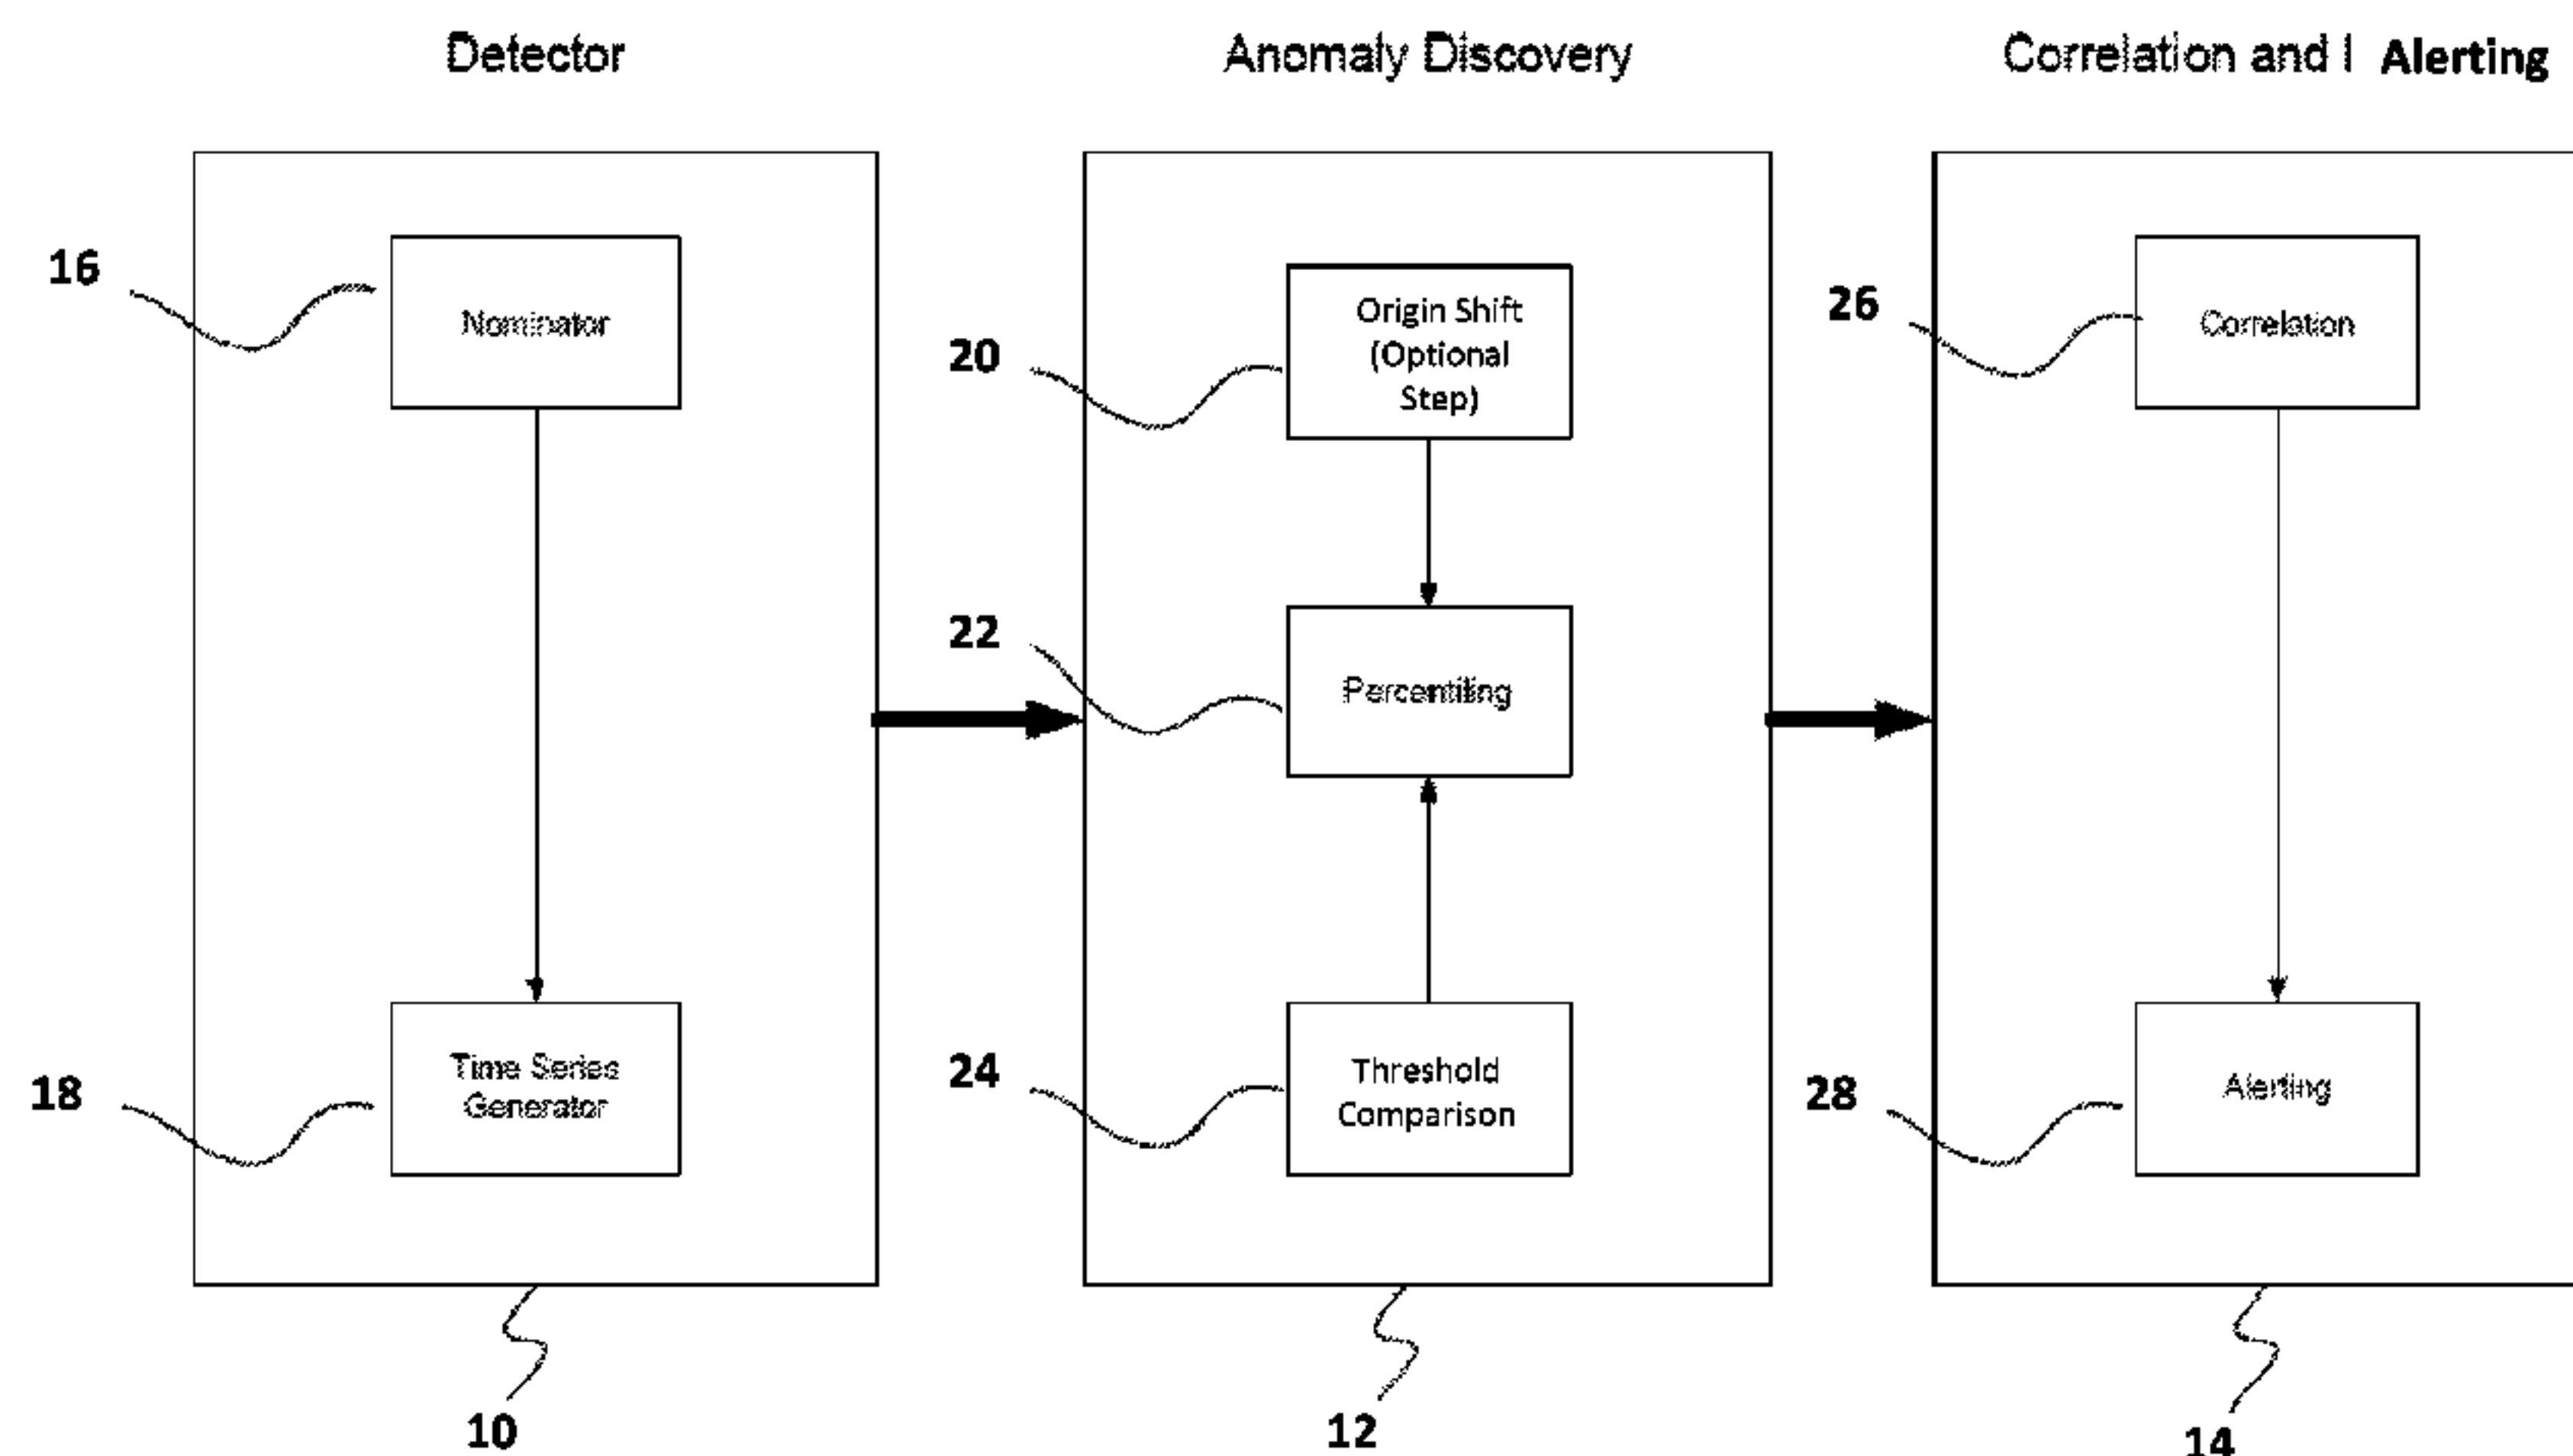 Detector
Anomaly Discovery
Correlation and I Alerting
16
Nominator
18
Time Series
Generator
10
20
Origin Shift
(Optional
Step)
22
Percentiling
24
Threshold
Comparison
12
26
Correlation
28
Alerting
14